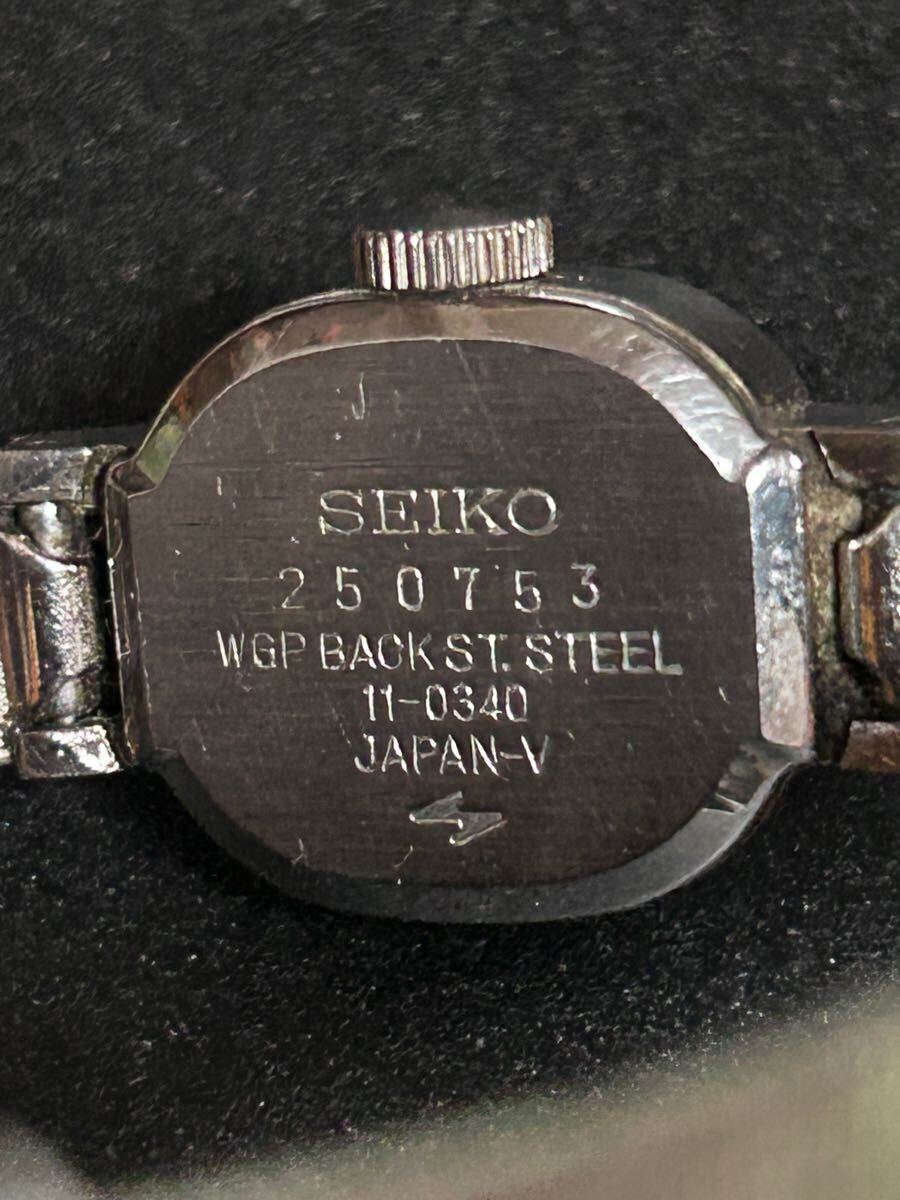 SEIKO
250753
WGP BACK ST. STEEL
11-0340
JAPAN-V